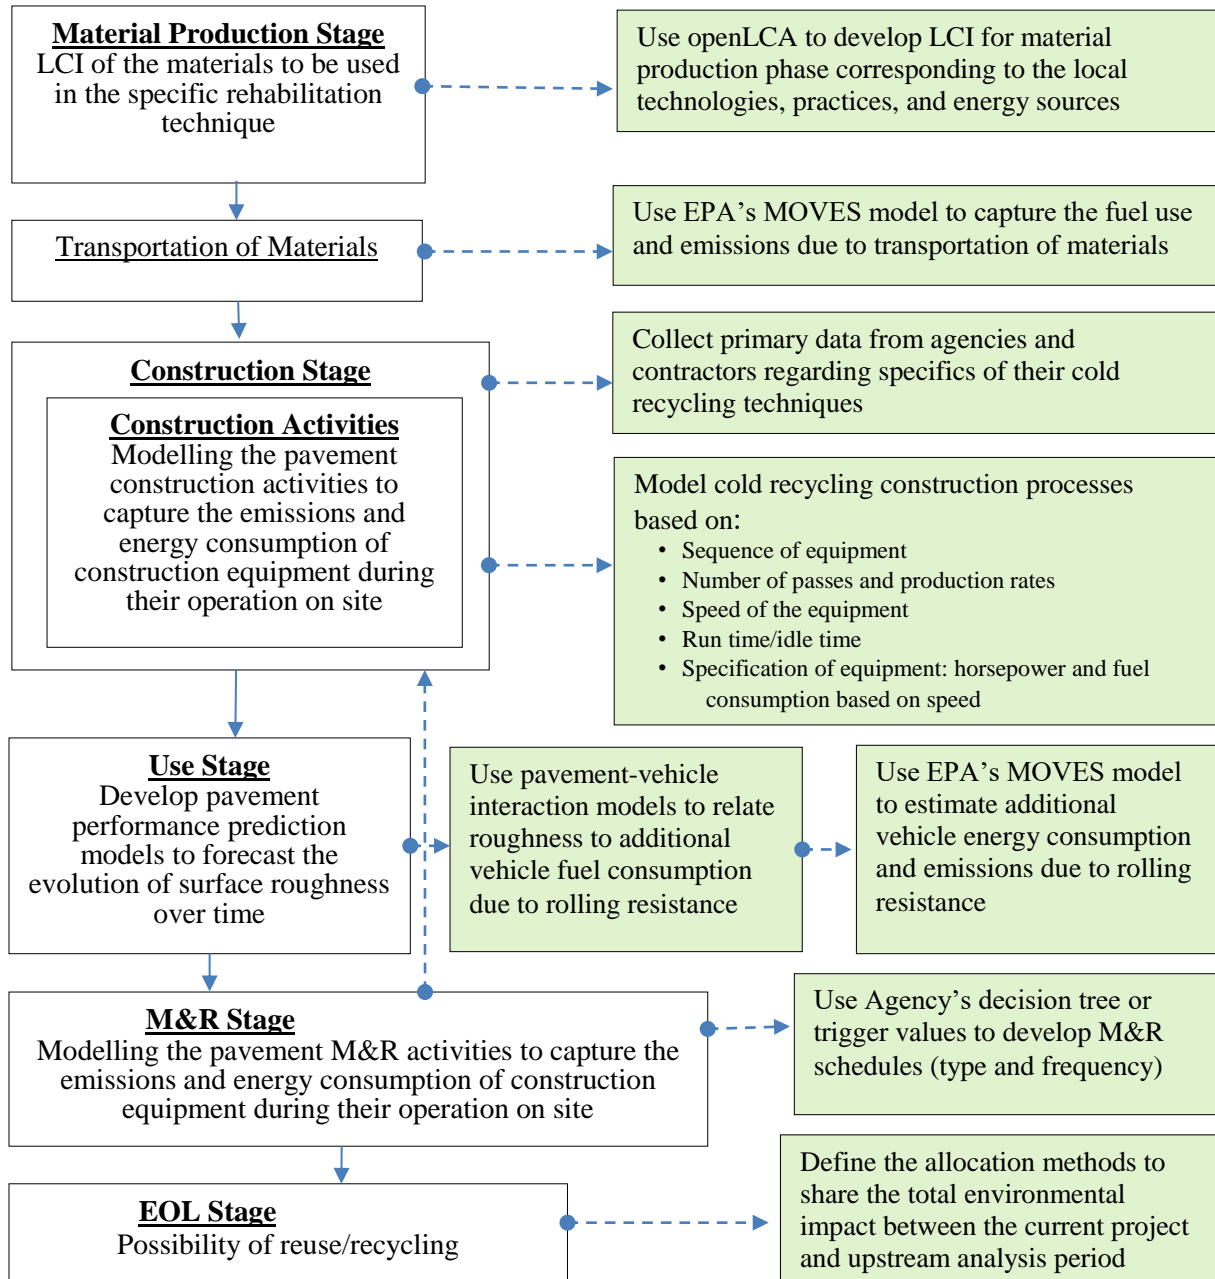 Material Production Stage
LCI of the materials to be used
in the specific rehabilitation
technique
Use openLCA to develop LCI for material
production phase corresponding to the local
technologies, practices, and energy sources
Transportation of Materials
Use EPA’s MOVES model to capture the fuel use
and emissions due to transportation of materials
Construction Stage
Collect primary data from agencies and
contractors regarding specifics of their cold
recycling techniques
Construction Activities
Modelling the pavement
construction activities to
capture the emissions and
energy consumption of
construction equipment during
their operation on site
Model cold recycling construction processes
based on:
• Sequence of equipment
• Number of passes and production rates
• Speed of the equipment
• Run time/idle time
• Specification of equipment: horsepower and fuel
consumption based on speed
Use Stage
Develop pavement
performance prediction
models to forecast the
evolution of surface roughness
over time
Use pavement-vehicle
interaction models to relate
roughness to additional
vehicle fuel consumption
due to rolling resistance
Use EPA’s MOVES model
to estimate additional
vehicle energy consumption
and emissions due to rolling
resistance
M&R Stage
Modelling the pavement M&R activities to capture the
emissions and energy consumption of construction
equipment during their operation on site
Use Agency’s decision tree or
trigger values to develop M&R
schedules (type and frequency)
EOL Stage
Possibility of reuse/recycling
Define the allocation methods to
share the total environmental
impact between the current project
and upstream analysis period